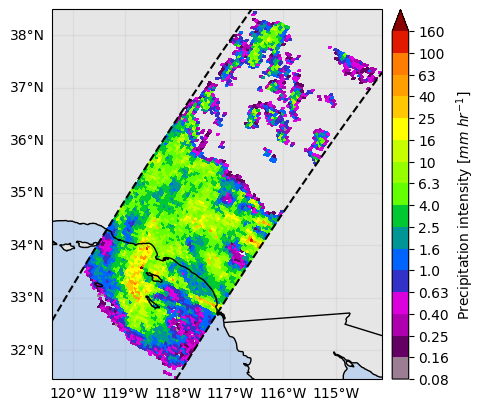 38°N
37°N
36°N
35°N
34°N
33°N
32°N
120°W 119°W 118°W 117°W 116°W 115°W
160
100
63
40
25
16
10
6.3
4.0
2.5
1.6
1.0
0.63
0.40
0.25
0.16
0.08
Precipitation intensity [mm hr⁻¹]